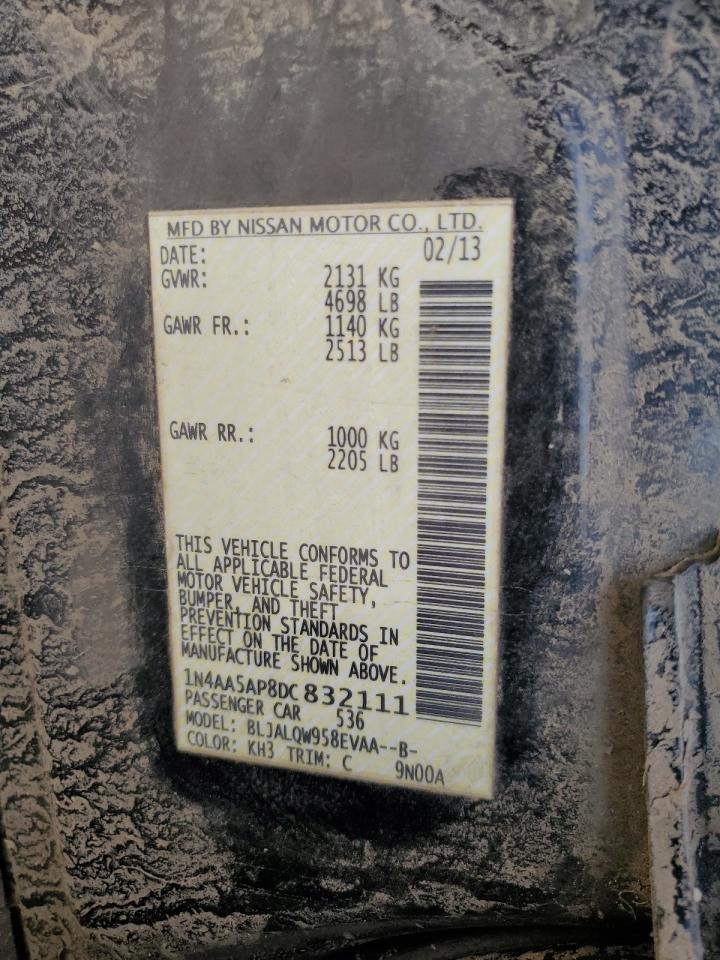 MFD BY NISSAN MOTOR CO., LTD.
DATE: 02/13
GVWR: 2131 KG
4698 LB
GAWR FR.: 1140 KG
2513 LB
GAWR RR.: 1000 KG
2205 LB
THIS VEHICLE CONFORMS TO
ALL APPLICABLE FEDERAL
MOTOR VEHICLE SAFETY,
BUMPER, AND THEFT
PREVENTION STANDARDS IN
EFFECT ON THE DATE OF
MANUFACTURE SHOWN ABOVE.
1N4AA5AP8DC832111
PASSENGER CAR 536
MODEL: BLJALQW958EVAA--B-
COLOR: KH3 TRIM: C 9N00A